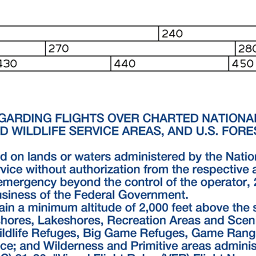 240
270 280
430 440 450
GARDING FLIGHTS OVER CHARTED NATIONAL
D WILDLIFE SERVICE AREAS, AND U.S. FORES
d on lands or waters administered by the Nation
vice without authorization from the respective a
emergency beyond the control of the operator, 2
siness of the Federal Government.
ain a minimum altitude of 2,000 feet above the s
shores, Lakeshores, Recreation Areas and Scen
ildlife Refuges, Big Game Refuges, Game Rang
ce; and Wilderness and Primitive areas adminis